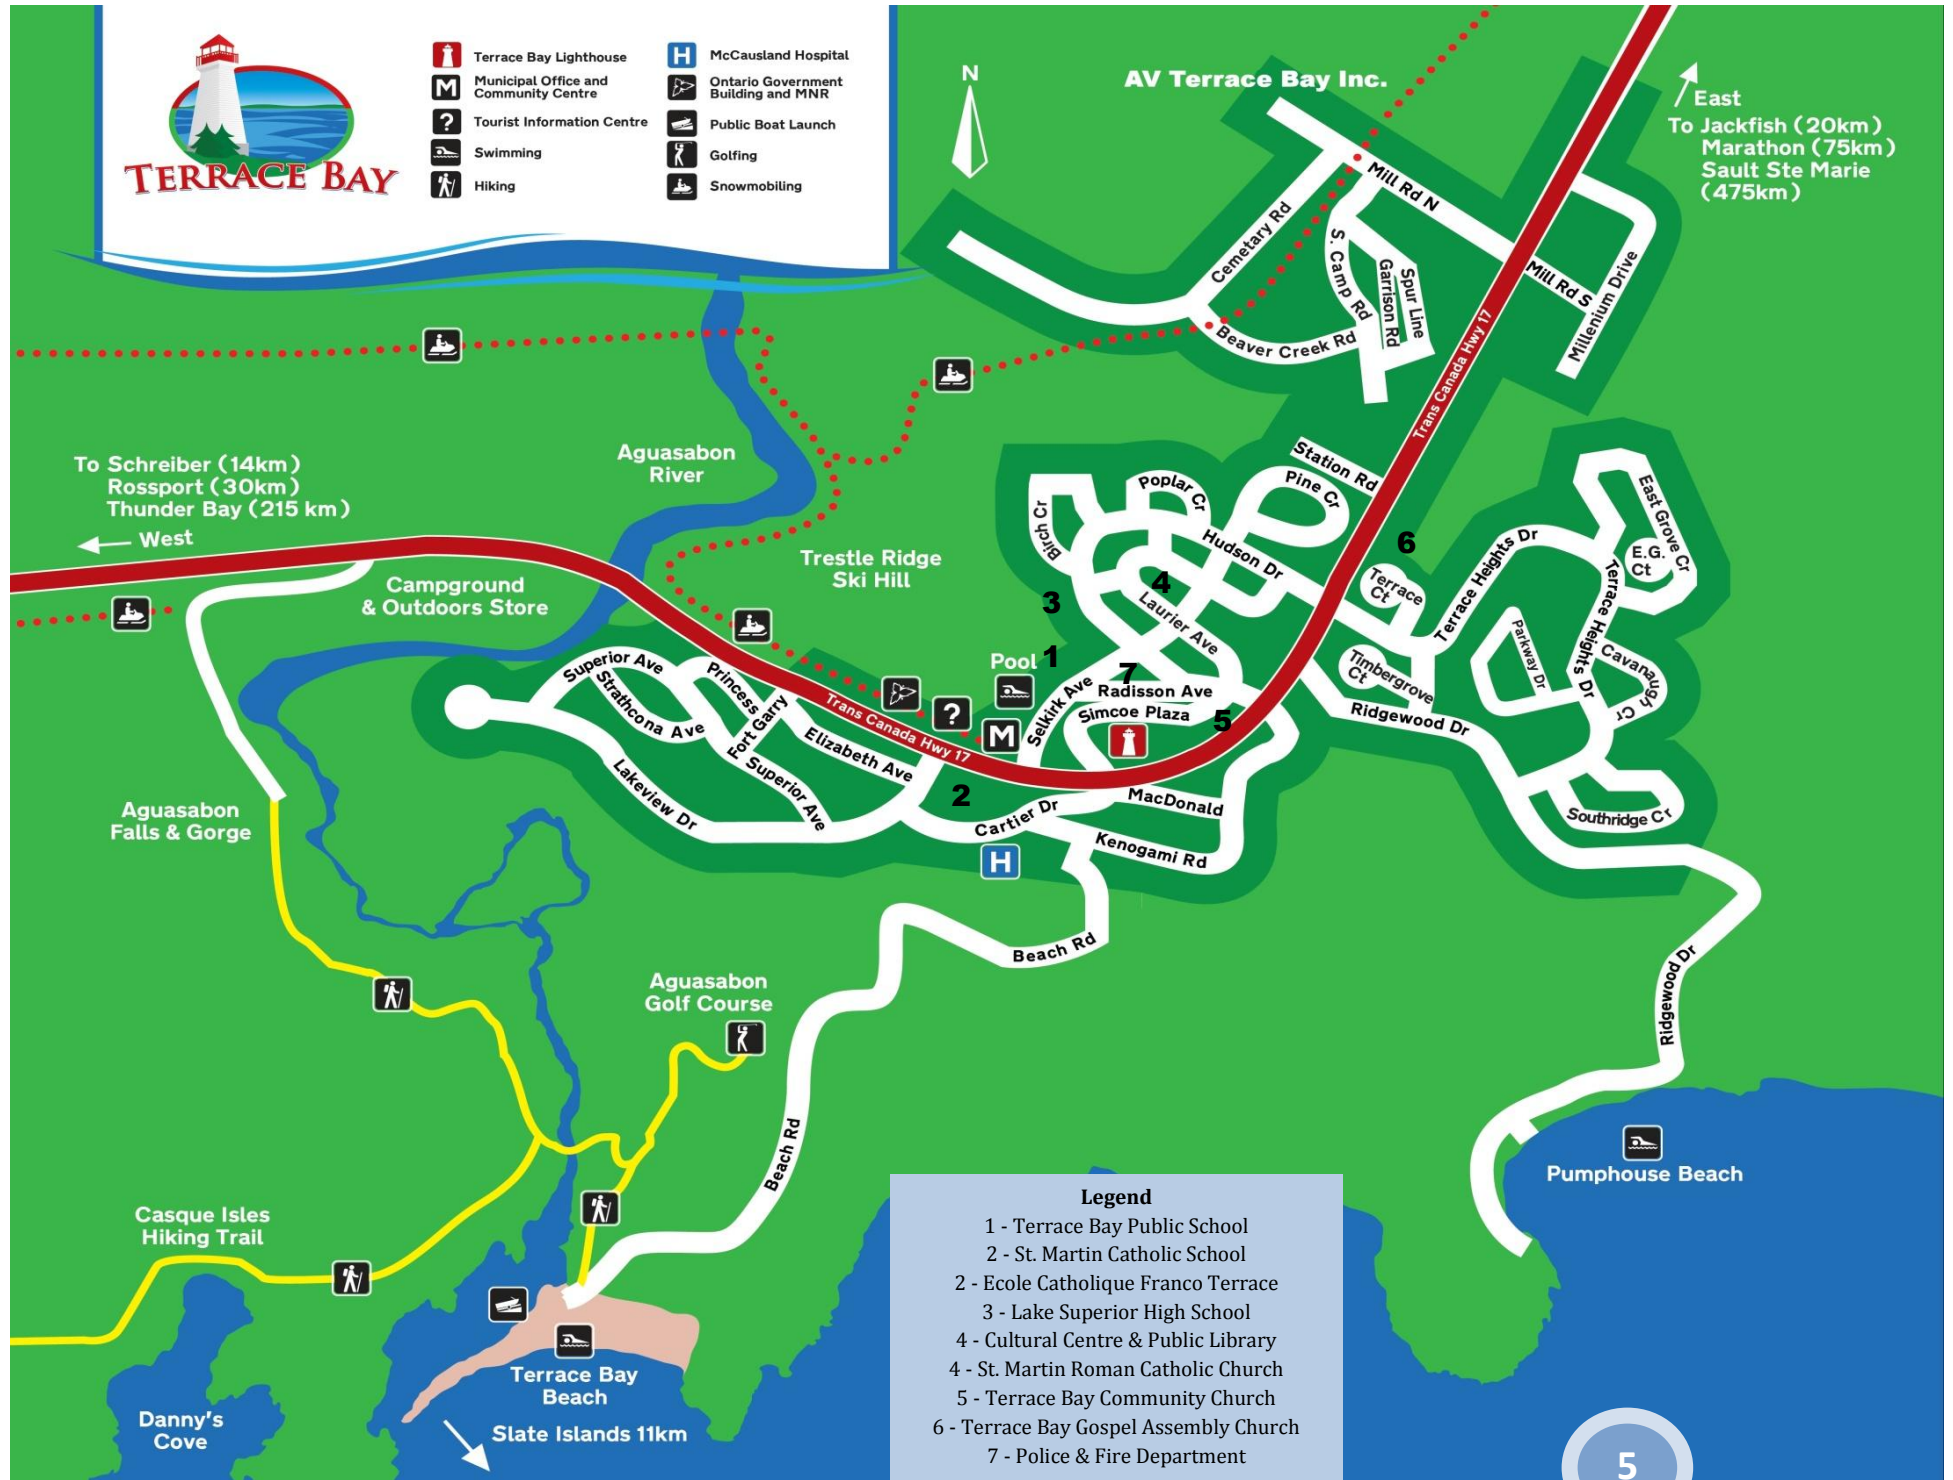 TERRACE BAY
Terrace Bay Lighthouse
M
Municipal Office and
Community Centre
?
Tourist Information Centre
Swimming
Hiking
H
McCausland Hospital
Ontario Government
Building and MNR
Public Boat Launch
Golfing
Snowmobiling
N
AV Terrace Bay Inc.
East
To Jackfish (20km)
Marathon (75km)
Sault Ste Marie
(475km)
Mill Rd N
Cemetary Rd
S. Camp Rd
Garrison Rd
Spur Line
Mill Rd S
Millenium Drive
Beaver Creek Rd
Trans Canada Hwy 17
To Schreiber (14km)
Rossport (30km)
Thunder Bay (215 km)
West
Aguasabon
River
Campground
& Outdoors Store
Trestle Ridge
Ski Hill
Station Rd
Pine Cr
Poplar Cr
Birch Cr
Hudson Dr
4
Laurier Ave
3
6
Terrace
Ct
Terrace Heights Dr
East Grove Cr
E.G.
Ct
Terrace Heights Dr
Parkway Dr
Cavanagh Cr
Cr
Timbergrove
Ct
Ridgewood Dr
Southridge Cr
Pool
1
7
Selkirk Ave
Radisson Ave
Simcoe Plaza
5
?
M
Superior Ave
Strathcona Ave
Princess
Fort Garry
Elizabeth Ave
Superior Ave
Trans Canada Hwy 17
Lakeview Dr
2
Cartier Dr
MacDonald
Kenogami Rd
H
Aguasabon
Falls & Gorge
Beach Rd
Aguasabon
Golf Course
Ridgewood Dr
Beach Rd
Pumphouse Beach
Casque Isles
Hiking Trail
Terrace Bay
Beach
Danny's
Cove
Slate Islands 11km
Legend
1 - Terrace Bay Public School
2 - St. Martin Catholic School
2 - Ecole Catholique Franco Terrace
3 - Lake Superior High School
4 - Cultural Centre & Public Library
4 - St. Martin Roman Catholic Church
5 - Terrace Bay Community Church
6 - Terrace Bay Gospel Assembly Church
7 - Police & Fire Department
5